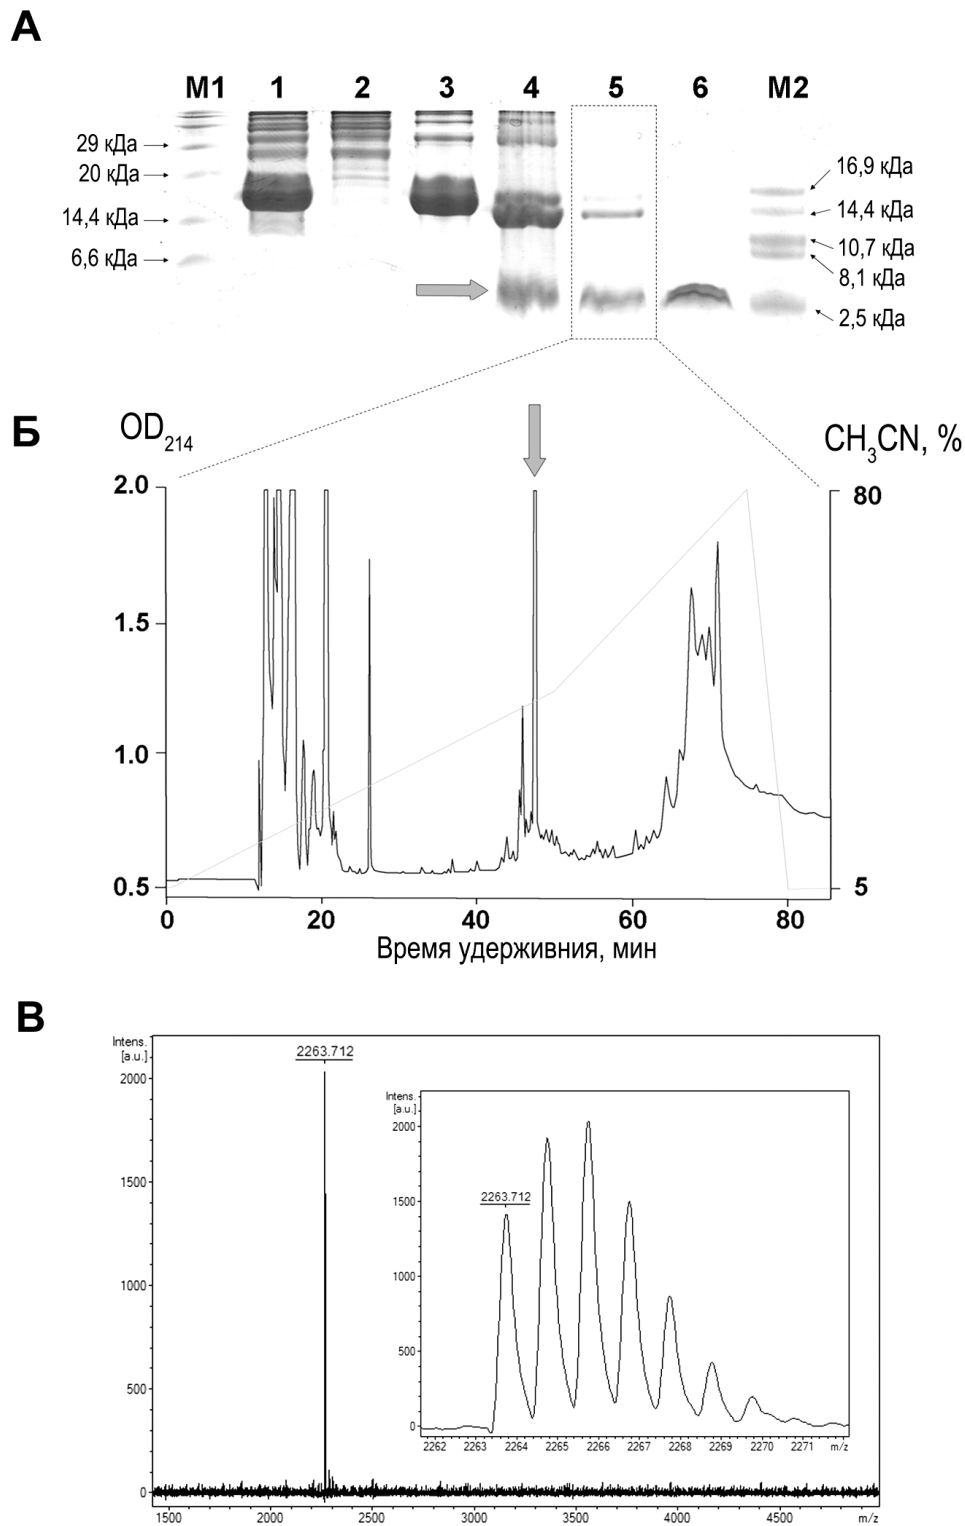 А
M1 1 2 3 4 5 6 M2
29 кДа
20 кДа
14,4 кДа
6,6 кДа
16,9 кДа
14,4 кДа
10,7 кДа
8,1 кДа
2,5 кДа
Б
OD214
CH3CN, %
2.0
1.5
1.0
0.5
80
5
0 20 40 60 80
Время удерживния, мин
В
Intens.
[a.u.]
2263.712
2000
1500
1000
500
0
1500 2000 2500 3000 3500 4000 4500 m/z
Intens.
[a.u.]
2263.712
2000
1500
1000
500
0
2262 2263 2264 2265 2266 2267 2268 2269 2270 2271 m/z